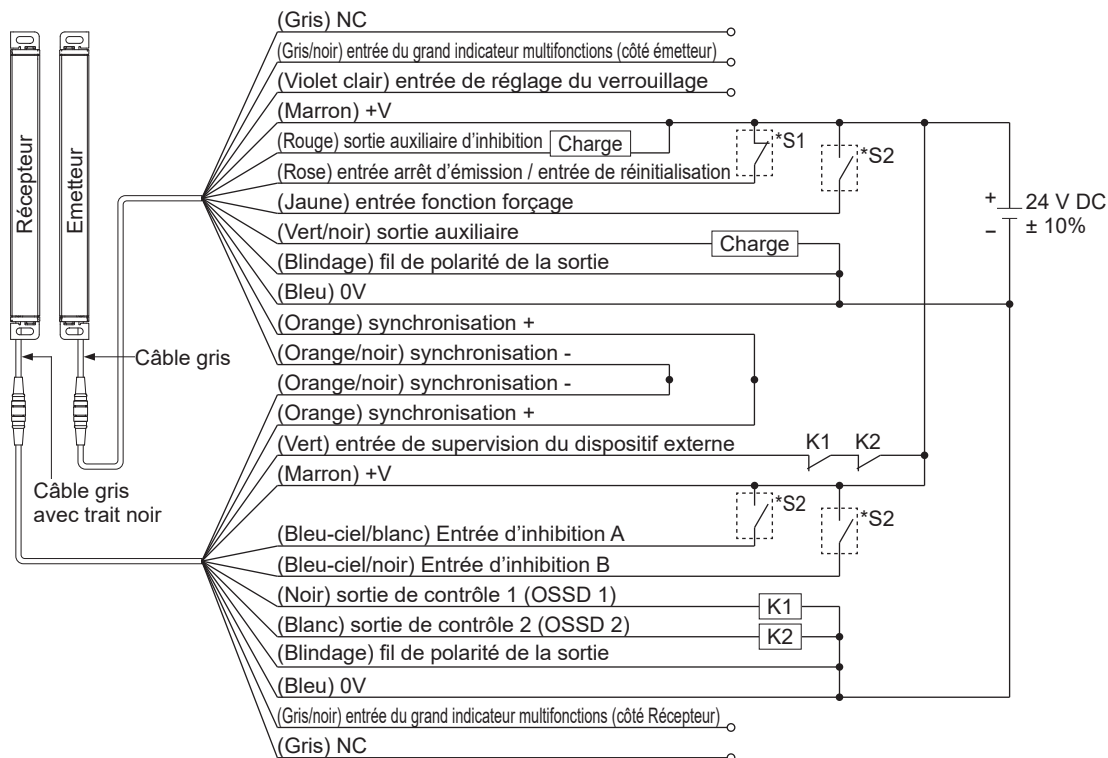 (Gris) NC
(Gris/noir) entrée du grand indicateur multifonctions (côté émetteur)
(Violet clair) entrée de réglage du verrouillage
(Marron) +V
(Rouge) sortie auxiliaire d'inhibition
Charge
*S1
*S2
(Rose) entrée arrêt d'émission / entrée de réinitialisation
(Jaune) entrée fonction forçage
+
−
24 V DC
± 10%
(Vert/noir) sortie auxiliaire
Charge
(Blindage) fil de polarité de la sortie
(Bleu) 0V
(Orange) synchronisation +
(Orange/noir) synchronisation -
(Orange/noir) synchronisation -
(Orange) synchronisation +
(Vert) entrée de supervision du dispositif externe
K1
K2
(Marron) +V
*S2
*S2
(Bleu-ciel/blanc) Entrée d'inhibition A
(Bleu-ciel/noir) Entrée d'inhibition B
(Noir) sortie de contrôle 1 (OSSD 1)
K1
(Blanc) sortie de contrôle 2 (OSSD 2)
K2
(Blindage) fil de polarité de la sortie
(Bleu) 0V
(Gris/noir) entrée du grand indicateur multifonctions (côté Récepteur)
(Gris) NC
Récepteur
Emetteur
Câble gris
Câble gris
avec trait noir